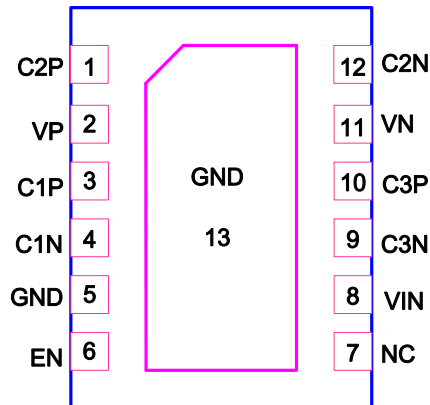 C2P 1 12 C2N
VP 2 11 VN
C1P 3 GND 10 C3P
C1N 4 13 9 C3N
GND 5 8 VIN
EN 6 7 NC